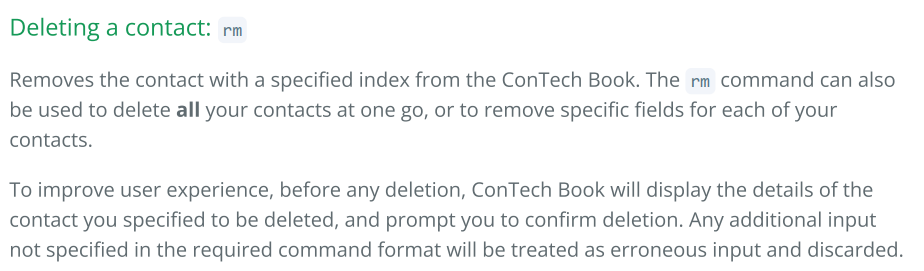 Deleting a contact: rm
Removes the contact with a specified index from the ConTech Book. The rm command can also
be used to delete all your contacts at one go, or to remove specific fields for each of your
contacts.
To improve user experience, before any deletion, ConTech Book will display the details of the
contact you specified to be deleted, and prompt you to confirm deletion. Any additional input
not specified in the required command format will be treated as erroneous input and discarded.